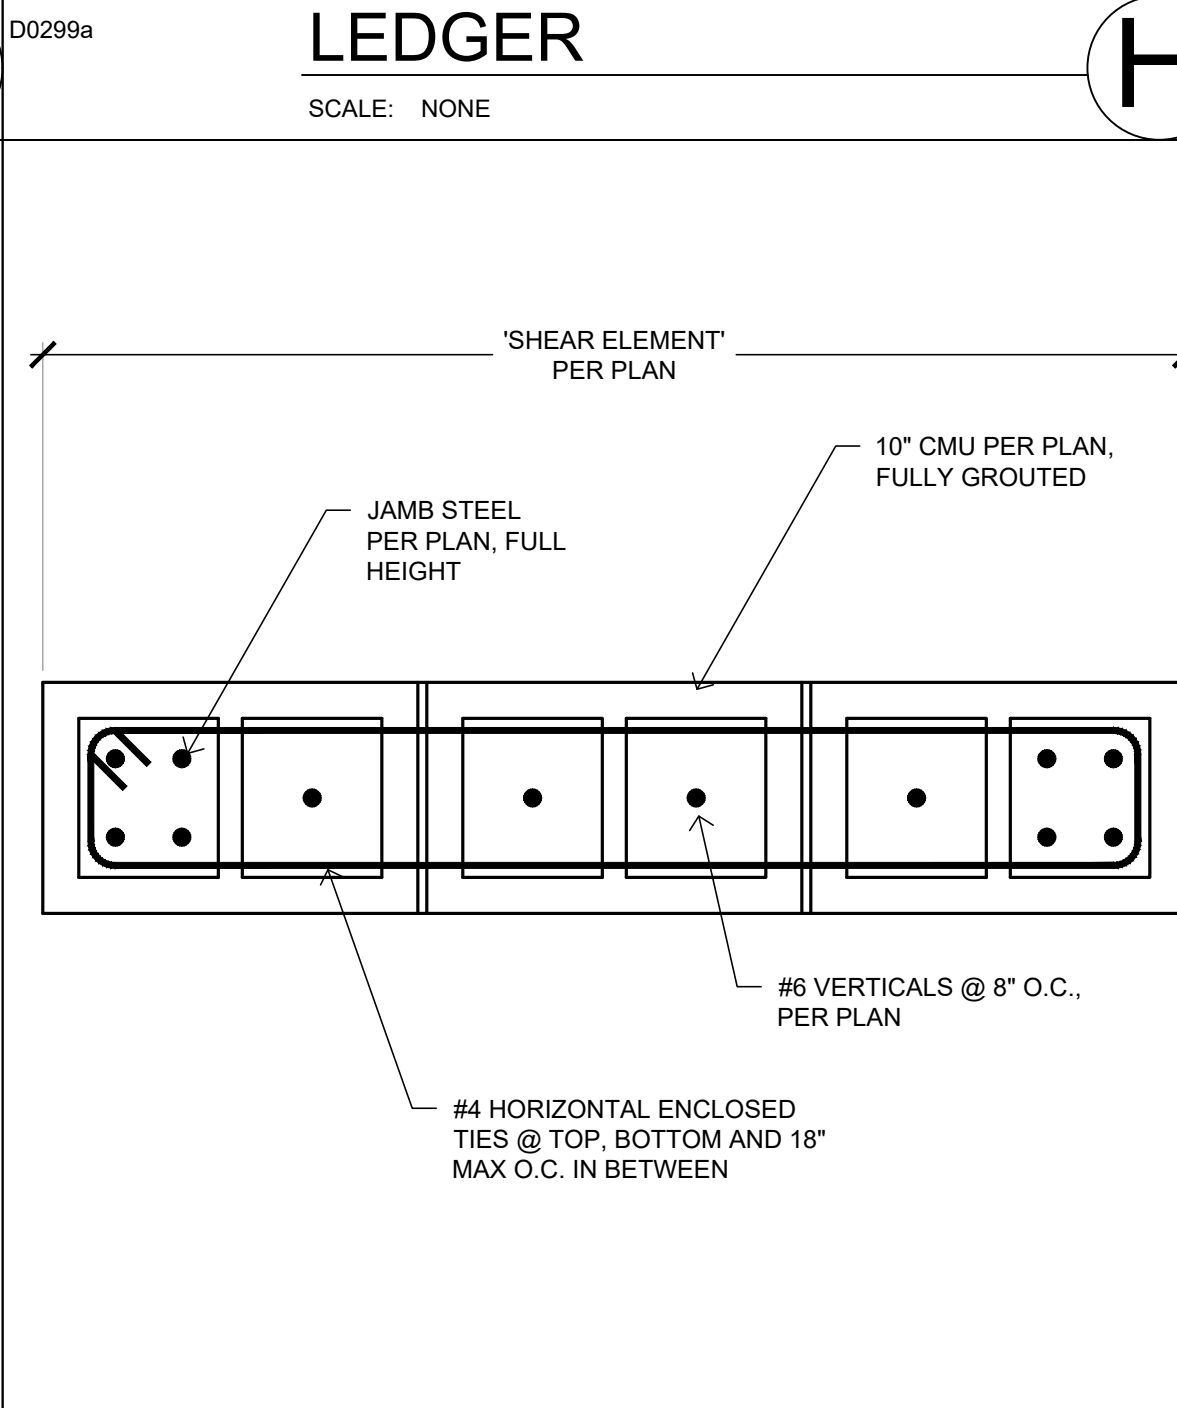 D0299a
LEDGER
SCALE: NONE
H
'SHEAR ELEMENT'
PER PLAN
10" CMU PER PLAN,
FULLY GROUTED
JAMB STEEL
PER PLAN, FULL
HEIGHT
#6 VERTICALS @ 8" O.C.,
PER PLAN
#4 HORIZONTAL ENCLOSED
TIES @ TOP, BOTTOM AND 18"
MAX O.C. IN BETWEEN